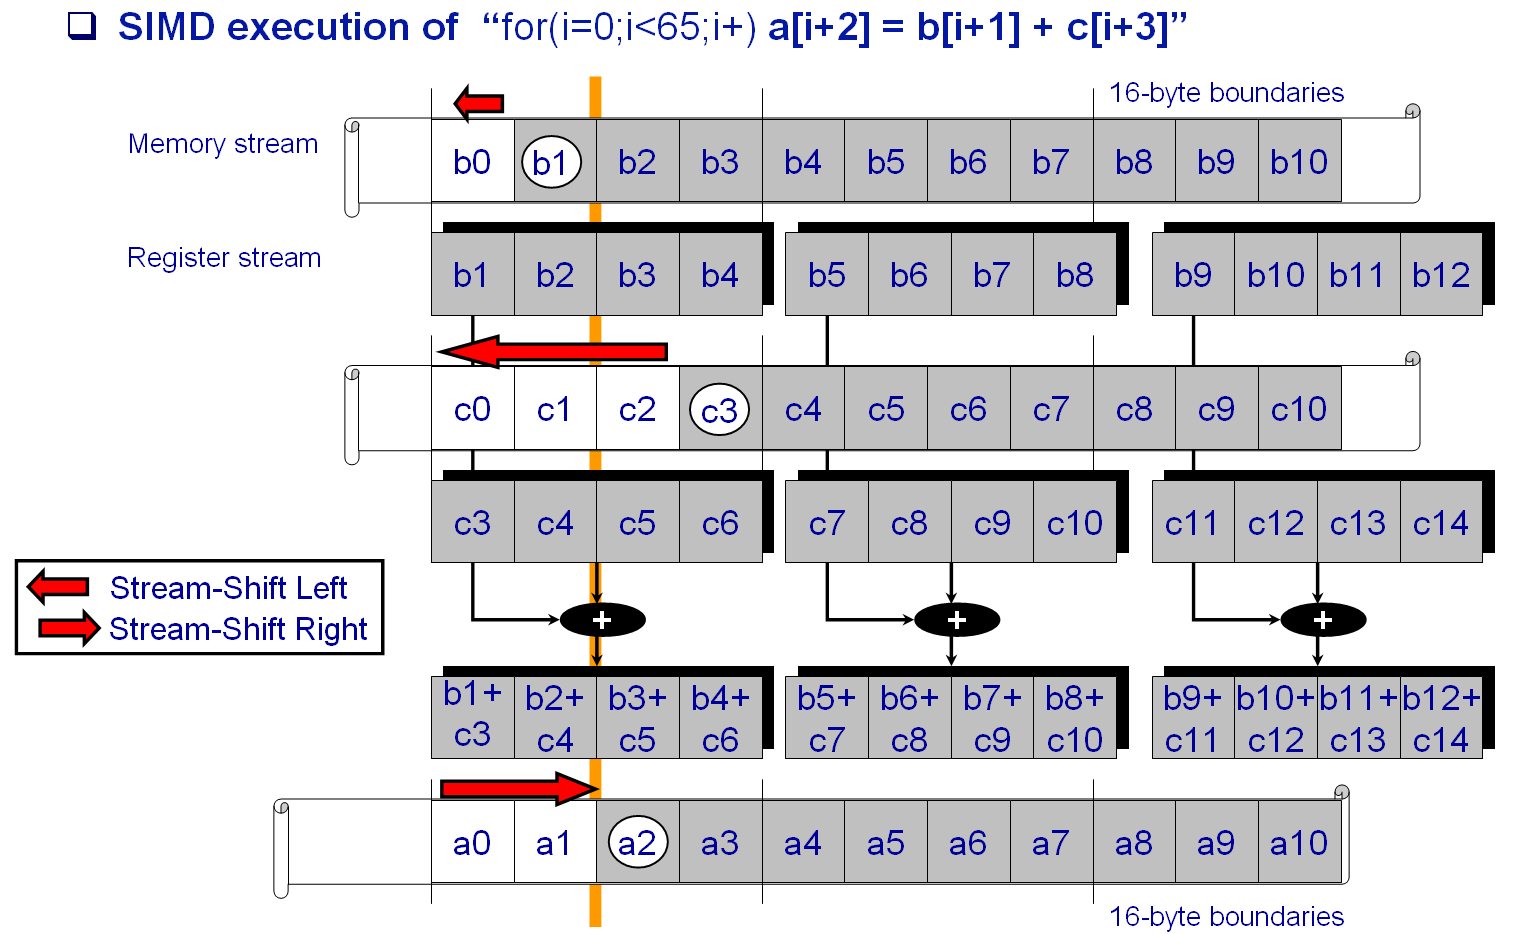 ❑ SIMD execution of “for(i=0;i<65;i+) a[i+2] = b[i+1] + c[i+3]”
16-byte boundaries
Memory stream
b0 b1 b2 b3 b4 b5 b6 b7 b8 b9 b10
Register stream
b1 b2 b3 b4 b5 b6 b7 b8 b9 b10 b11 b12
c0 c1 c2 c3 c4 c5 c6 c7 c8 c9 c10
c3 c4 c5 c6 c7 c8 c9 c10 c11 c12 c13 c14
Stream-Shift Left
Stream-Shift Right
+ + +
b1+ b2+ b3+ b4+ b5+ b6+ b7+ b8+ b9+ b10+ b11+ b12+
c3 c4 c5 c6 c7 c8 c9 c10 c11 c12 c13 c14
a0 a1 a2 a3 a4 a5 a6 a7 a8 a9 a10
16-byte boundaries